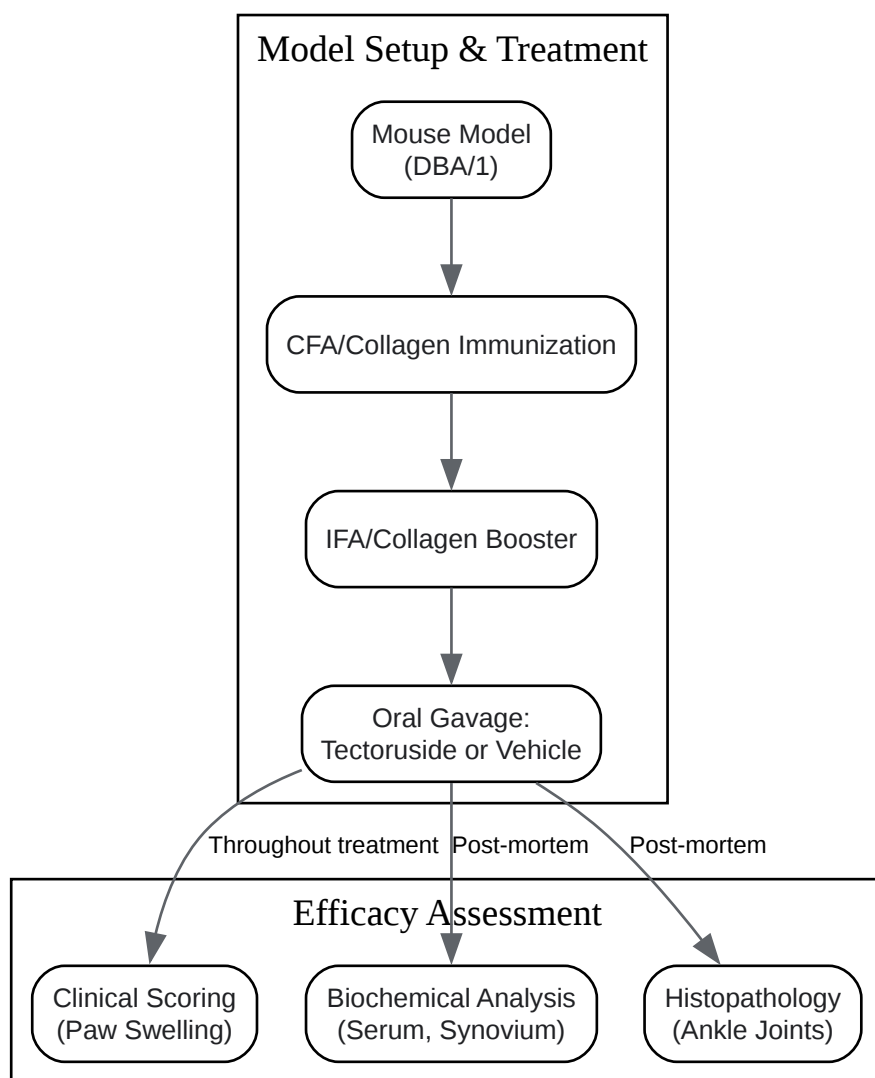 Model Setup & Treatment
Mouse Model
(DBA/1)
CFA/Collagen Immunization
IFA/Collagen Booster
Oral Gavage:
Tectoruside or Vehicle
Throughout treatment
Post-mortem
Post-mortem
Efficacy Assessment
Clinical Scoring
(Paw Swelling)
Biochemical Analysis
(Serum, Synovium)
Histopathology
(Ankle Joints)